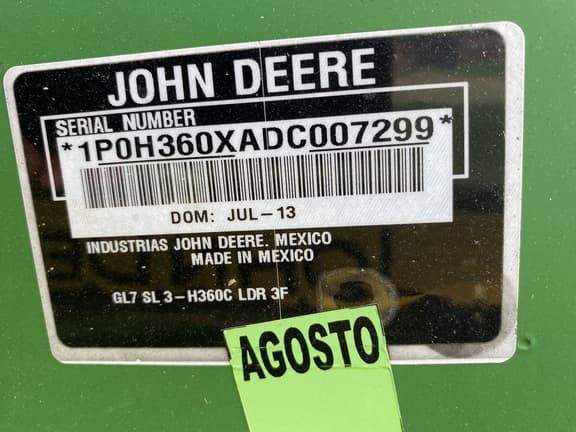 JOHN DEERE
SERIAL NUMBER
*1P0H360XADC007299*
DOM: JUL-13
INDUSTRIAS JOHN DEERE. MEXICO
MADE IN MEXICO
GL7 SL 3-H360C LDR 3F
AGOSTO